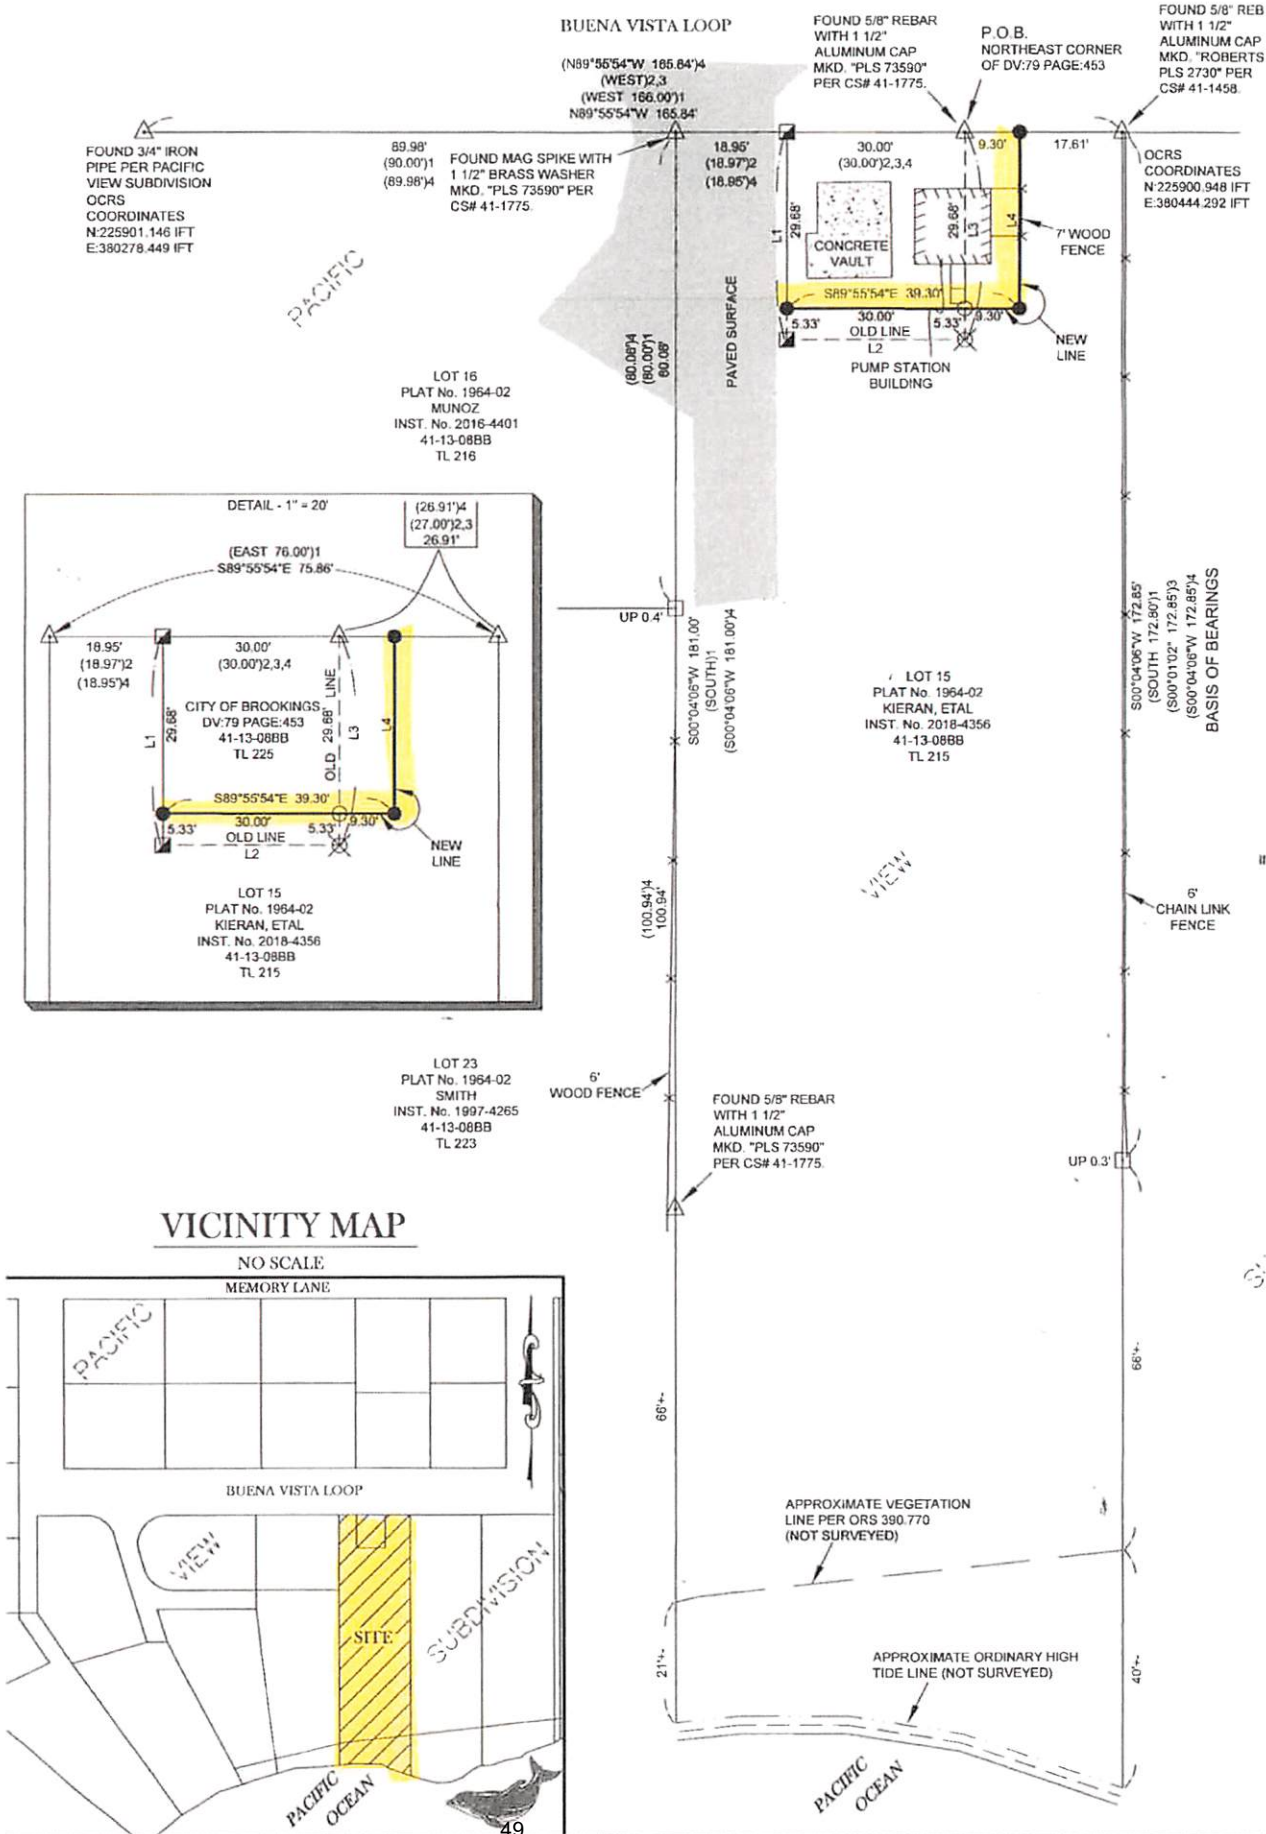 BUENA VISTA LOOP
(N89°55'54"W 165.84')4
(WEST)2,3
(WEST 166.00')1
N89°55'54"W 165.84'
FOUND 5/8" REBAR
WITH 1 1/2"
ALUMINUM CAP
MKD. "PLS 73590"
PER CS# 41-1775.
P.O.B.
NORTHEAST CORNER
OF DV:79 PAGE:453
FOUND 5/8" REB
WITH 1 1/2"
ALUMINUM CAP
MKD. "ROBERTS
PLS 2730" PER
CS# 41-1458.
FOUND 3/4" IRON
PIPE PER PACIFIC
VIEW SUBDIVISION
OCRS
COORDINATES
N:225901.146 IFT
E:380278.449 IFT
89.98'
(90.00')1
(89.98')4
FOUND MAG SPIKE WITH
1 1/2" BRASS WASHER
MKD. "PLS 73590" PER
CS# 41-1775.
18.95'
(18.97')2
(18.95')4
30.00'
(30.00')2,3,4
9.30'
17.61'
OCRS
COORDINATES
N:225900.948 IFT
E:380444.292 IFT
L1
29.68'
CONCRETE
VAULT
29.68'
L3
L4
7' WOOD
FENCE
S89°55'54"E 39.30'
5.33'
30.00'
5.33'
9.30'
OLD LINE
L2
NEW
LINE
PUMP STATION
BUILDING
PACIFIC
(80.00')1
PAVED SURFACE
LOT 16
PLAT No. 1964-02
MUNOZ
INST. No. 2016-4401
41-13-08BB
TL 216
DETAIL - 1" = 20'
(26.91')4
(27.00')2,3
26.91'
(EAST 76.00')1
S89°55'54"E 75.86'
18.95'
(18.97')2
(18.95')4
30.00'
(30.00')2,3,4
CITY OF BROOKINGS
DV:79 PAGE:453
41-13-08BB
TL 225
L1
29.68'
OLD 29.68' LINE
L3
L4
S89°55'54"E 39.30'
5.33'
30.00'
5.33'
9.30'
OLD LINE
L2
NEW
LINE
LOT 15
PLAT No. 1964-02
KIERAN, ETAL
INST. No. 2018-4356
41-13-08BB
TL 215
UP 0.4'
S00°04'06"W 181.00'
(SOUTH)1
(S00°04'06"W 181.00')4
LOT 15
PLAT No. 1964-02
KIERAN, ETAL
INST. No. 2018-4356
41-13-08BB
TL 215
S00°04'06"W 172.85'
(SOUTH 172.80')1
(S00°01'02" 172.85')3
(S00°04'06"W 172.85')4
BASIS OF BEARINGS
VIEW
(100.94')4
100.94'
6'
CHAIN LINK
FENCE
LOT 23
PLAT No. 1964-02
SMITH
INST. No. 1997-4265
41-13-08BB
TL 223
6'
WOOD FENCE
FOUND 5/8" REBAR
WITH 1 1/2"
ALUMINUM CAP
MKD. "PLS 73590"
PER CS# 41-1775.
UP 0.3'
66'+-
66'+-
APPROXIMATE VEGETATION
LINE PER ORS 390.770
(NOT SURVEYED)
21'+-
40'+-
APPROXIMATE ORDINARY HIGH
TIDE LINE (NOT SURVEYED)
PACIFIC
OCEAN
VICINITY MAP
NO SCALE
MEMORY LANE
PACIFIC
BUENA VISTA LOOP
VIEW
SITE
SUBDIVISION
PACIFIC
OCEAN
49